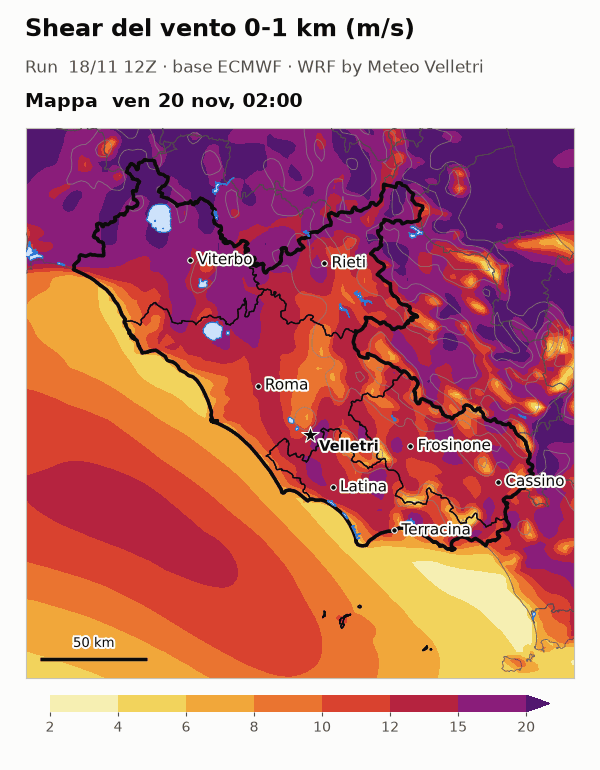 Shear del vento 0-1 km (m/s)
Run  18/11 12Z · base ECMWF · WRF by Meteo Velletri
Mappa  ven 20 nov, 02:00
Viterbo
Rieti
Roma
Velletri
Frosinone
Latina
Cassino
Terracina
50 km
2 4 6 8 10 12 15 20